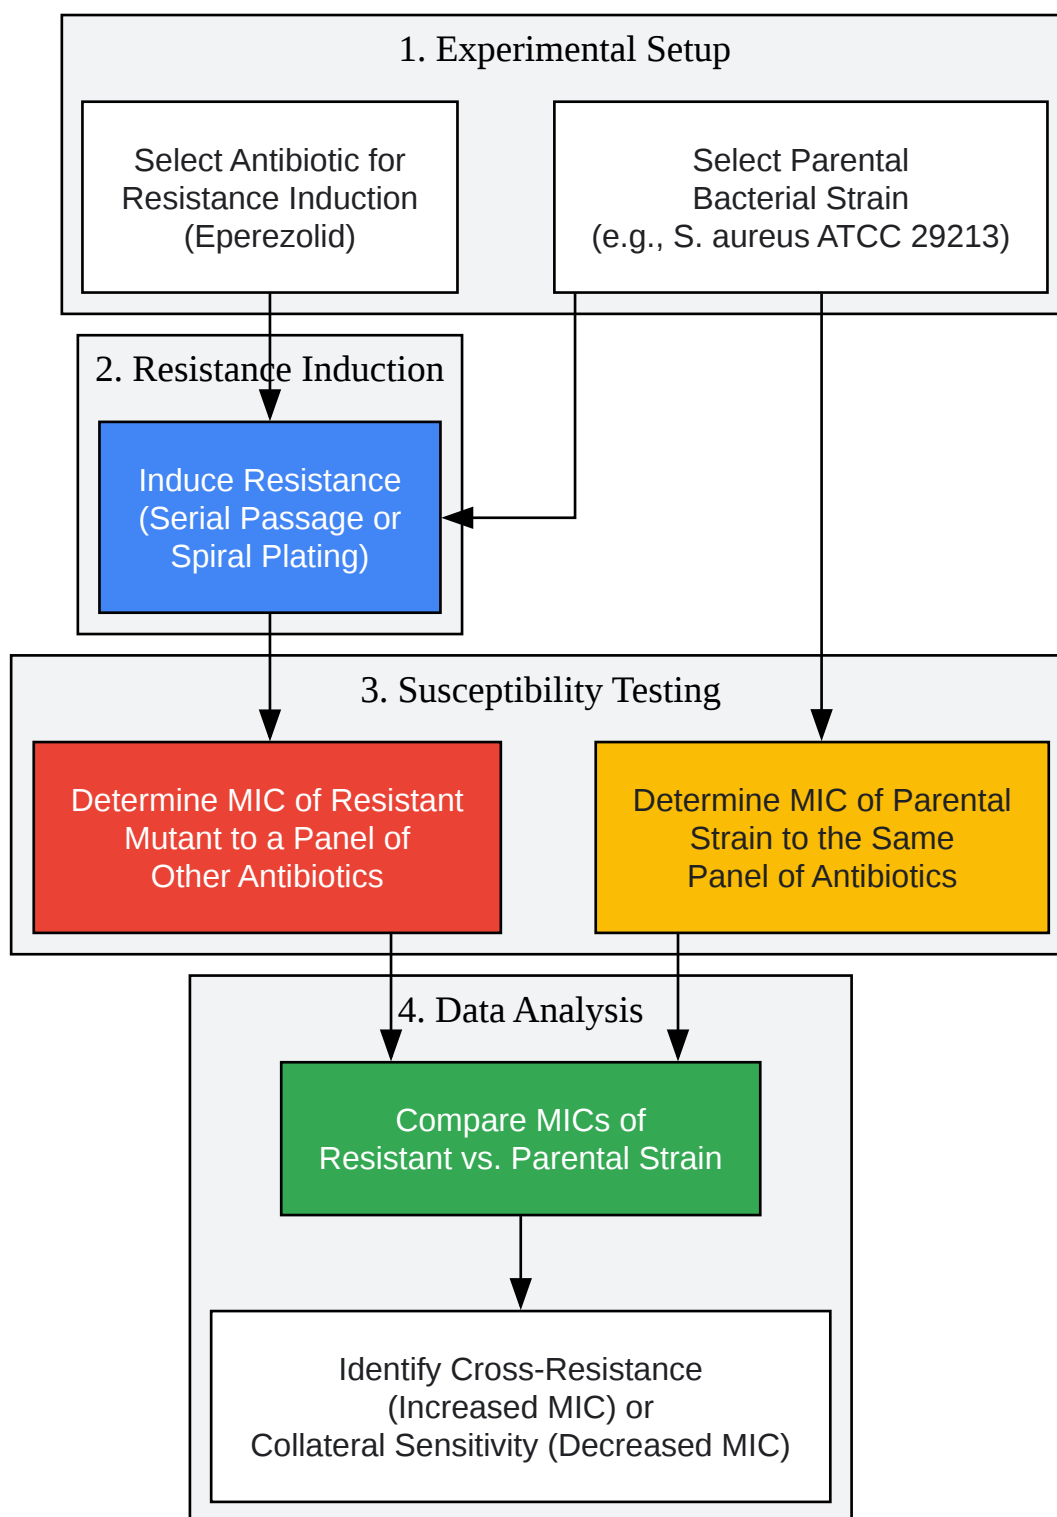 1. Experimental Setup
Select Antibiotic for
Resistance Induction
(Eperezolid)
Select Parental
Bacterial Strain
(e.g., S. aureus ATCC 29213)
2. Resistance Induction
Induce Resistance
(Serial Passage or
Spiral Plating)
3. Susceptibility Testing
Determine MIC of Resistant
Mutant to a Panel of
Other Antibiotics
Determine MIC of Parental
Strain to the Same
Panel of Antibiotics
4. Data Analysis
Compare MICs of
Resistant vs. Parental Strain
Identify Cross-Resistance
(Increased MIC) or
Collateral Sensitivity (Decreased MIC)